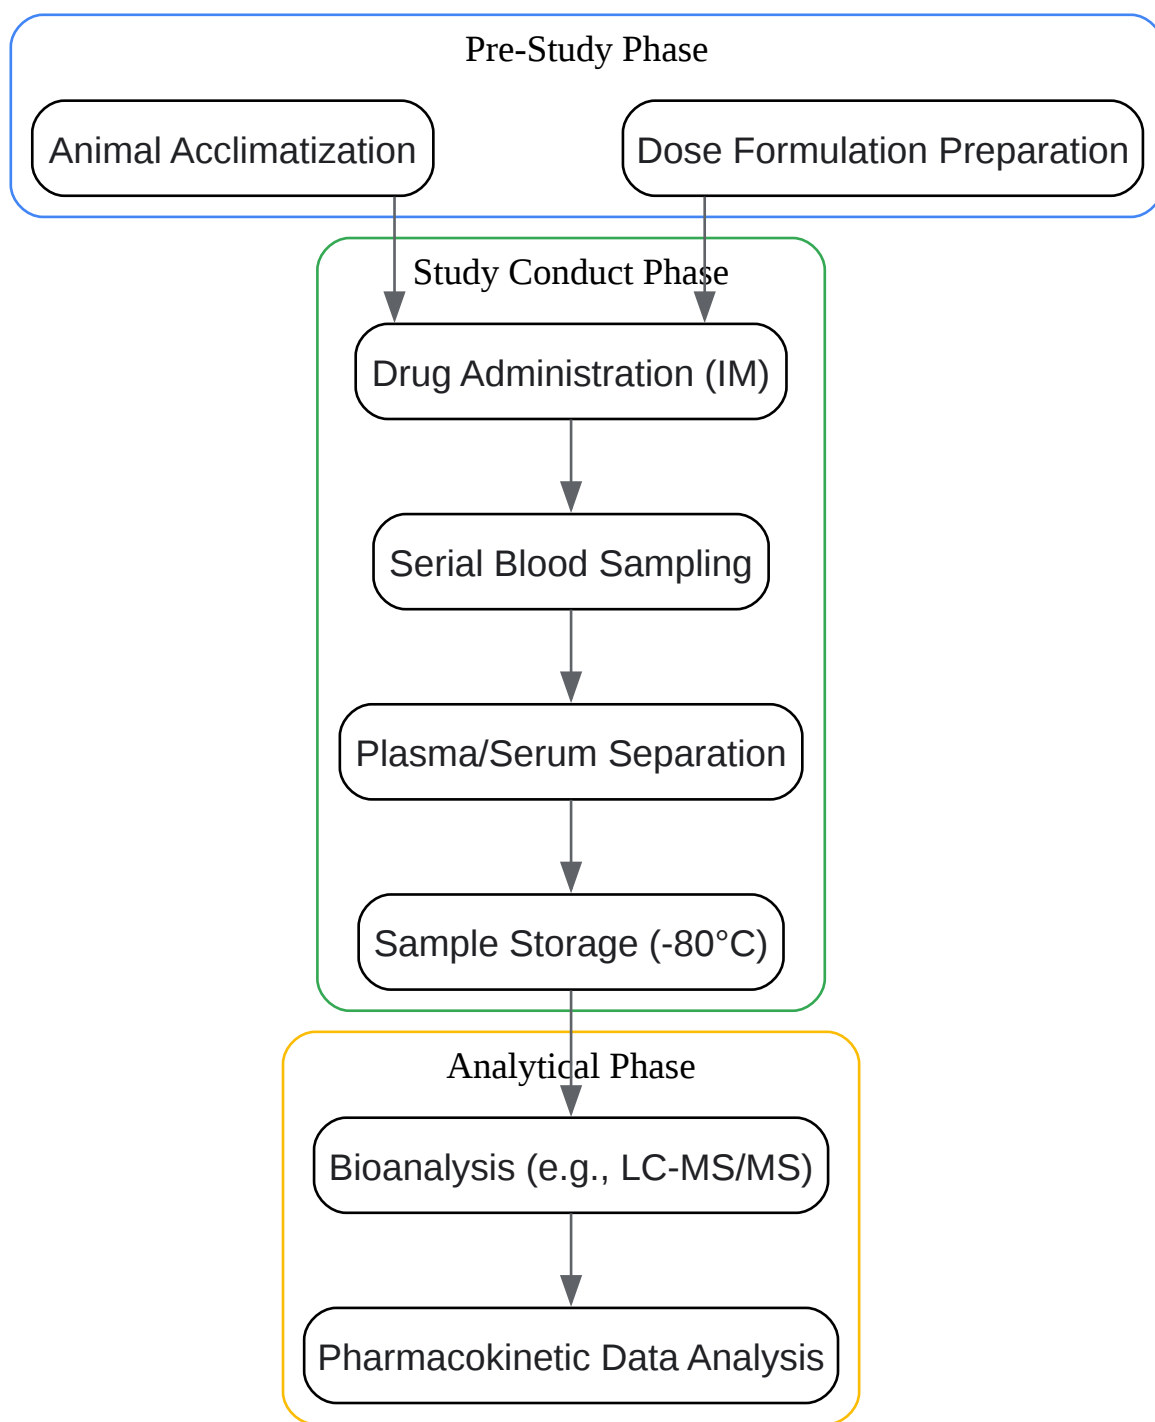 Pre-Study Phase
Animal Acclimatization
Dose Formulation Preparation
Study Conduct Phase
Drug Administration (IM)
Serial Blood Sampling
Plasma/Serum Separation
Sample Storage (-80°C)
Analytical Phase
Bioanalysis (e.g., LC-MS/MS)
Pharmacokinetic Data Analysis